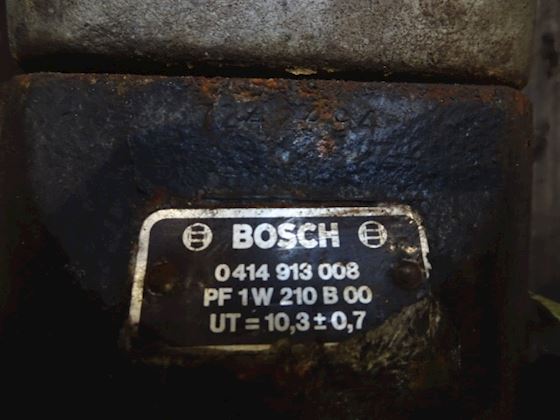 BOSCH
0 414 913 008
PF 1W 210 B 00
UT = 10,3 ± 0,7